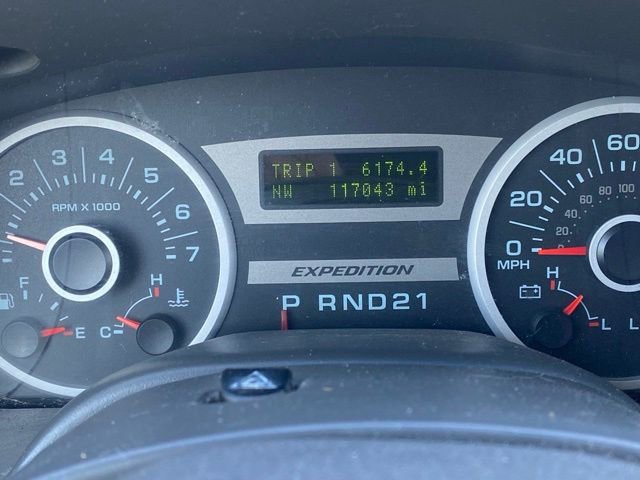 TRIP 1 6174.4
NW 117043 mi
EXPEDITION
P RND21
2 3 4 5 6 7
RPM X 1000
F
E
H
C
0 20 40 60
MPH
0 20 40 60 80 100
H
L
L